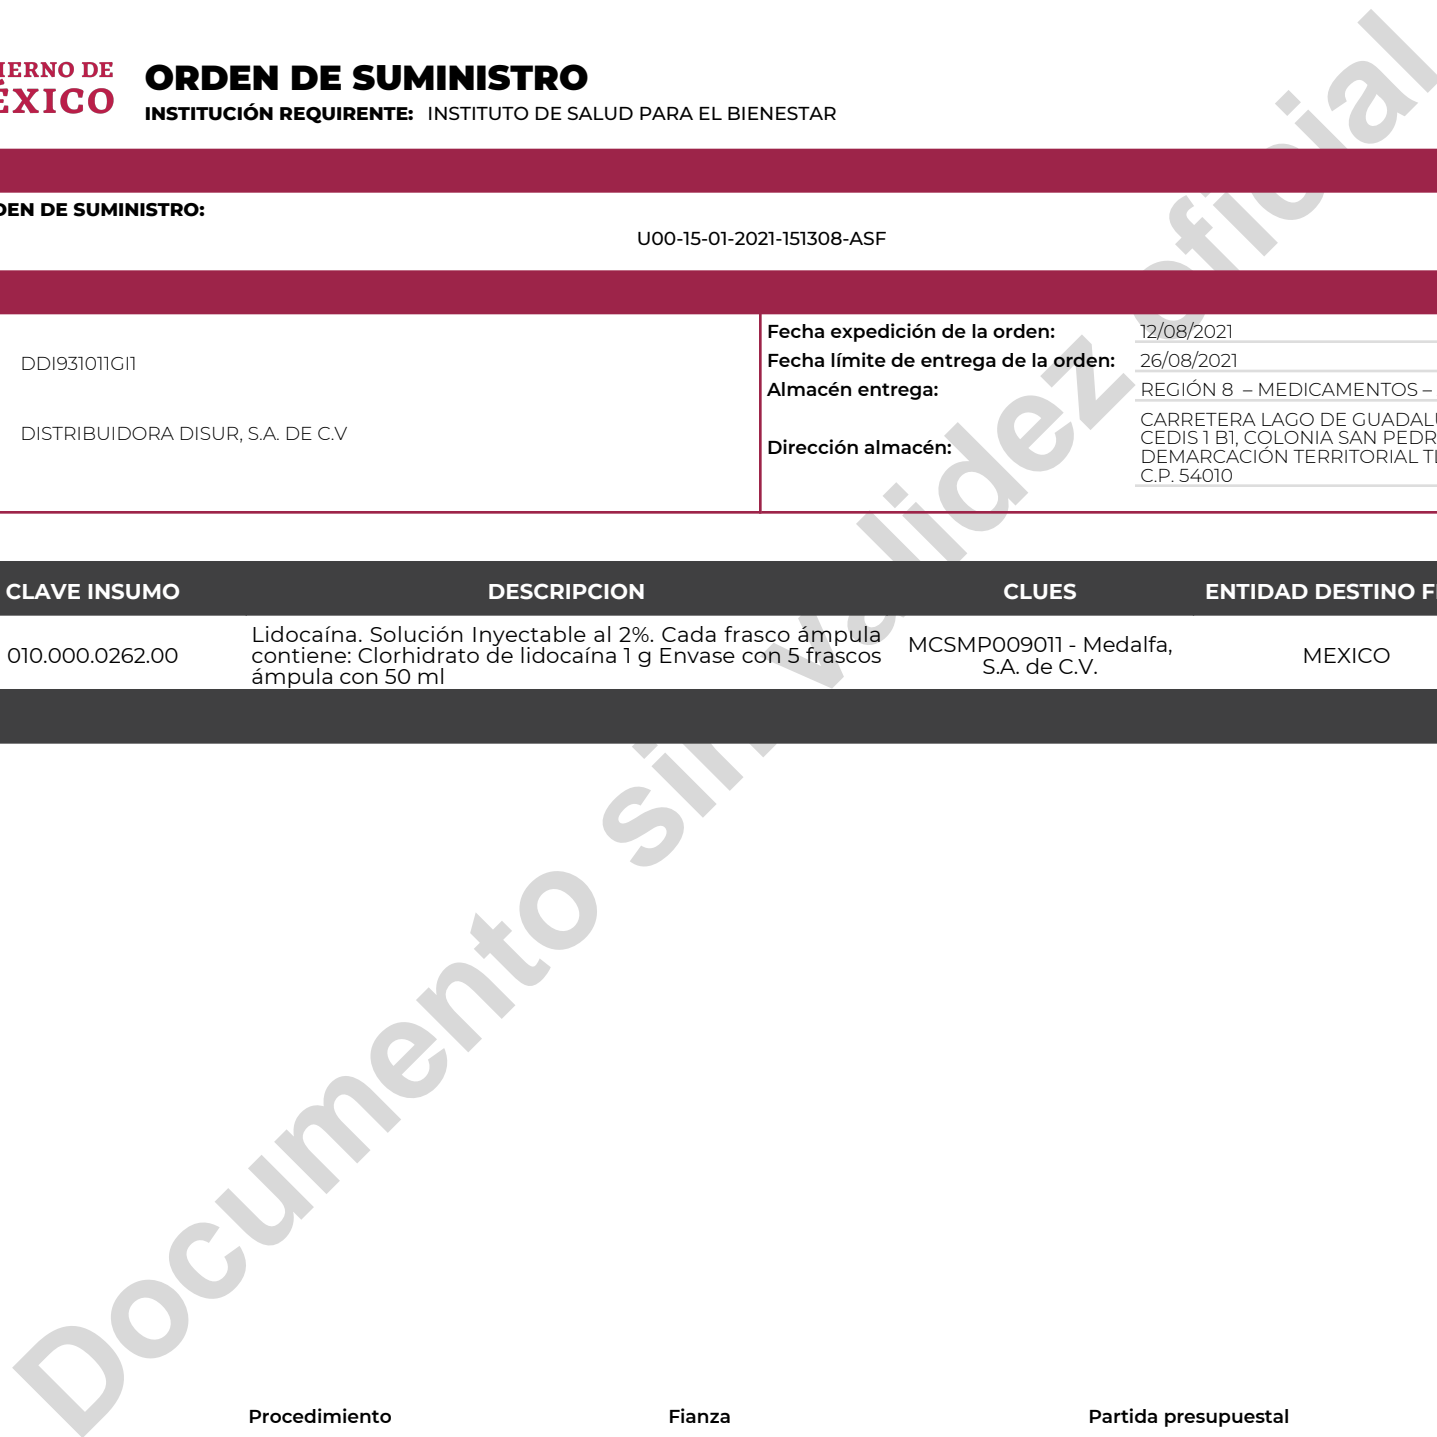 IERNO DE
ÉXICO
ORDEN DE SUMINISTRO
INSTITUCIÓN REQUIRENTE: INSTITUTO DE SALUD PARA EL BIENESTAR
DEN DE SUMINISTRO:
U00-15-01-2021-151308-ASF
DDI931011GI1
DISTRIBUIDORA DISUR, S.A. DE C.V
Fecha expedición de la orden: 12/08/2021
Fecha límite de entrega de la orden: 26/08/2021
Almacén entrega: REGIÓN 8 – MEDICAMENTOS –
Dirección almacén:
CARRETERA LAGO DE GUADALU
CEDIS 1 B1, COLONIA SAN PEDR
DEMARCACIÓN TERRITORIAL TL
C.P. 54010
CLAVE INSUMO DESCRIPCION CLUES ENTIDAD DESTINO FI
010.000.0262.00
Lidocaína. Solución Inyectable al 2%. Cada frasco ámpula
contiene: Clorhidrato de lidocaína 1 g Envase con 5 frascos
ámpula con 50 ml
MCSMP009011 - Medalfa,
S.A. de C.V.
MEXICO
Documento sin validez oficial
Procedimiento Fianza Partida presupuestal